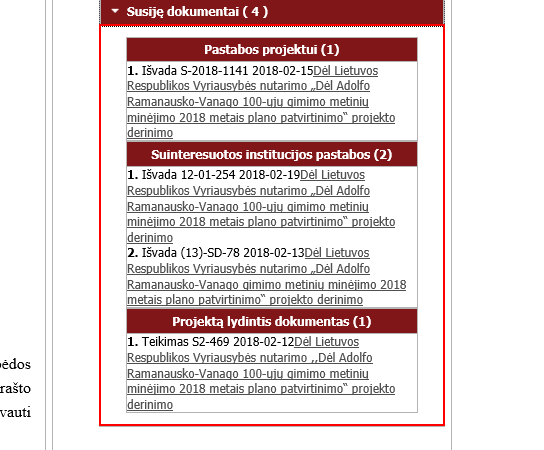 Susiję dokumentai ( 4 )
Pastabos projektui (1)
1. Išvada S-2018-1141 2018-02-15Dėl Lietuvos
Respublikos Vyriausybės nutarimo „Dėl Adolfo
Ramanausko-Vanago 100-ųjų gimimo metinių
minėjimo 2018 metais plano patvirtinimo“ projekto
derinimo
Suinteresuotos institucijos pastabos (2)
1. Išvada 12-01-254 2018-02-19Dėl Lietuvos
Respublikos Vyriausybės nutarimo „Dėl Adolfo
Ramanausko-Vanago 100-ųjų gimimo metinių
minėjimo 2018 metais plano patvirtinimo“ projekto
derinimo
2. Išvada (13)-SD-78 2018-02-13Dėl Lietuvos
Respublikos Vyriausybės nutarimo „Dėl Adolfo
Ramanausko-Vanago gimimo metinių minėjimo 2018
metais plano patvirtinimo“ projekto derinimo
Projektą lydintis dokumentas (1)
1. Teikimas S2-469 2018-02-12Dėl Lietuvos
Respublikos Vyriausybės nutarimo ,,Dėl Adolfo
Ramanausko-Vanago 100-ųjų gimimo metinių
minėjimo 2018 metais plano patvirtinimo“ projekto
derinimo
ėdos
rašto
vauti